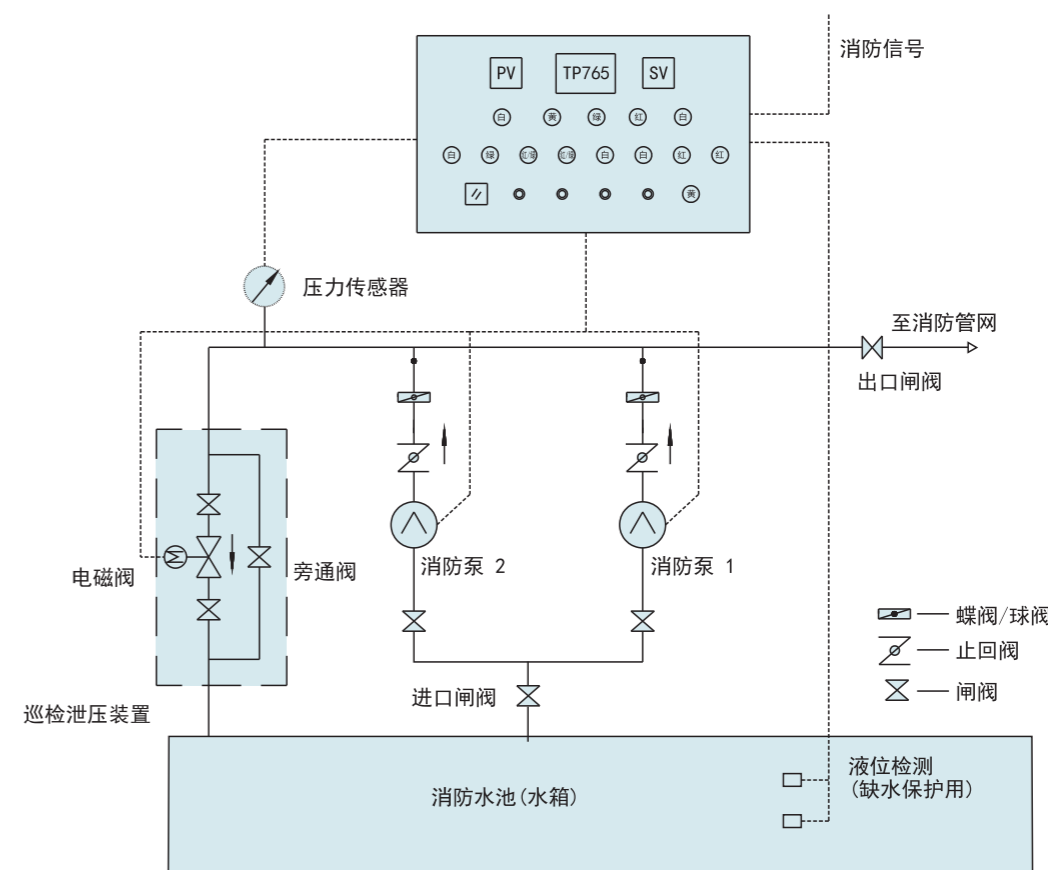 消防信号
PV
TP765
SV
白
黄
绿
红
白
白
绿
红/绿
红/绿
白
白
红
红
黄
压力传感器
至消防管网
出口闸阀
消防泵 2
消防泵 1
电磁阀
旁通阀
蝶阀/球阀
止回阀
闸阀
进口闸阀
巡检泄压装置
液位检测
(缺水保护用)
消防水池(水箱)